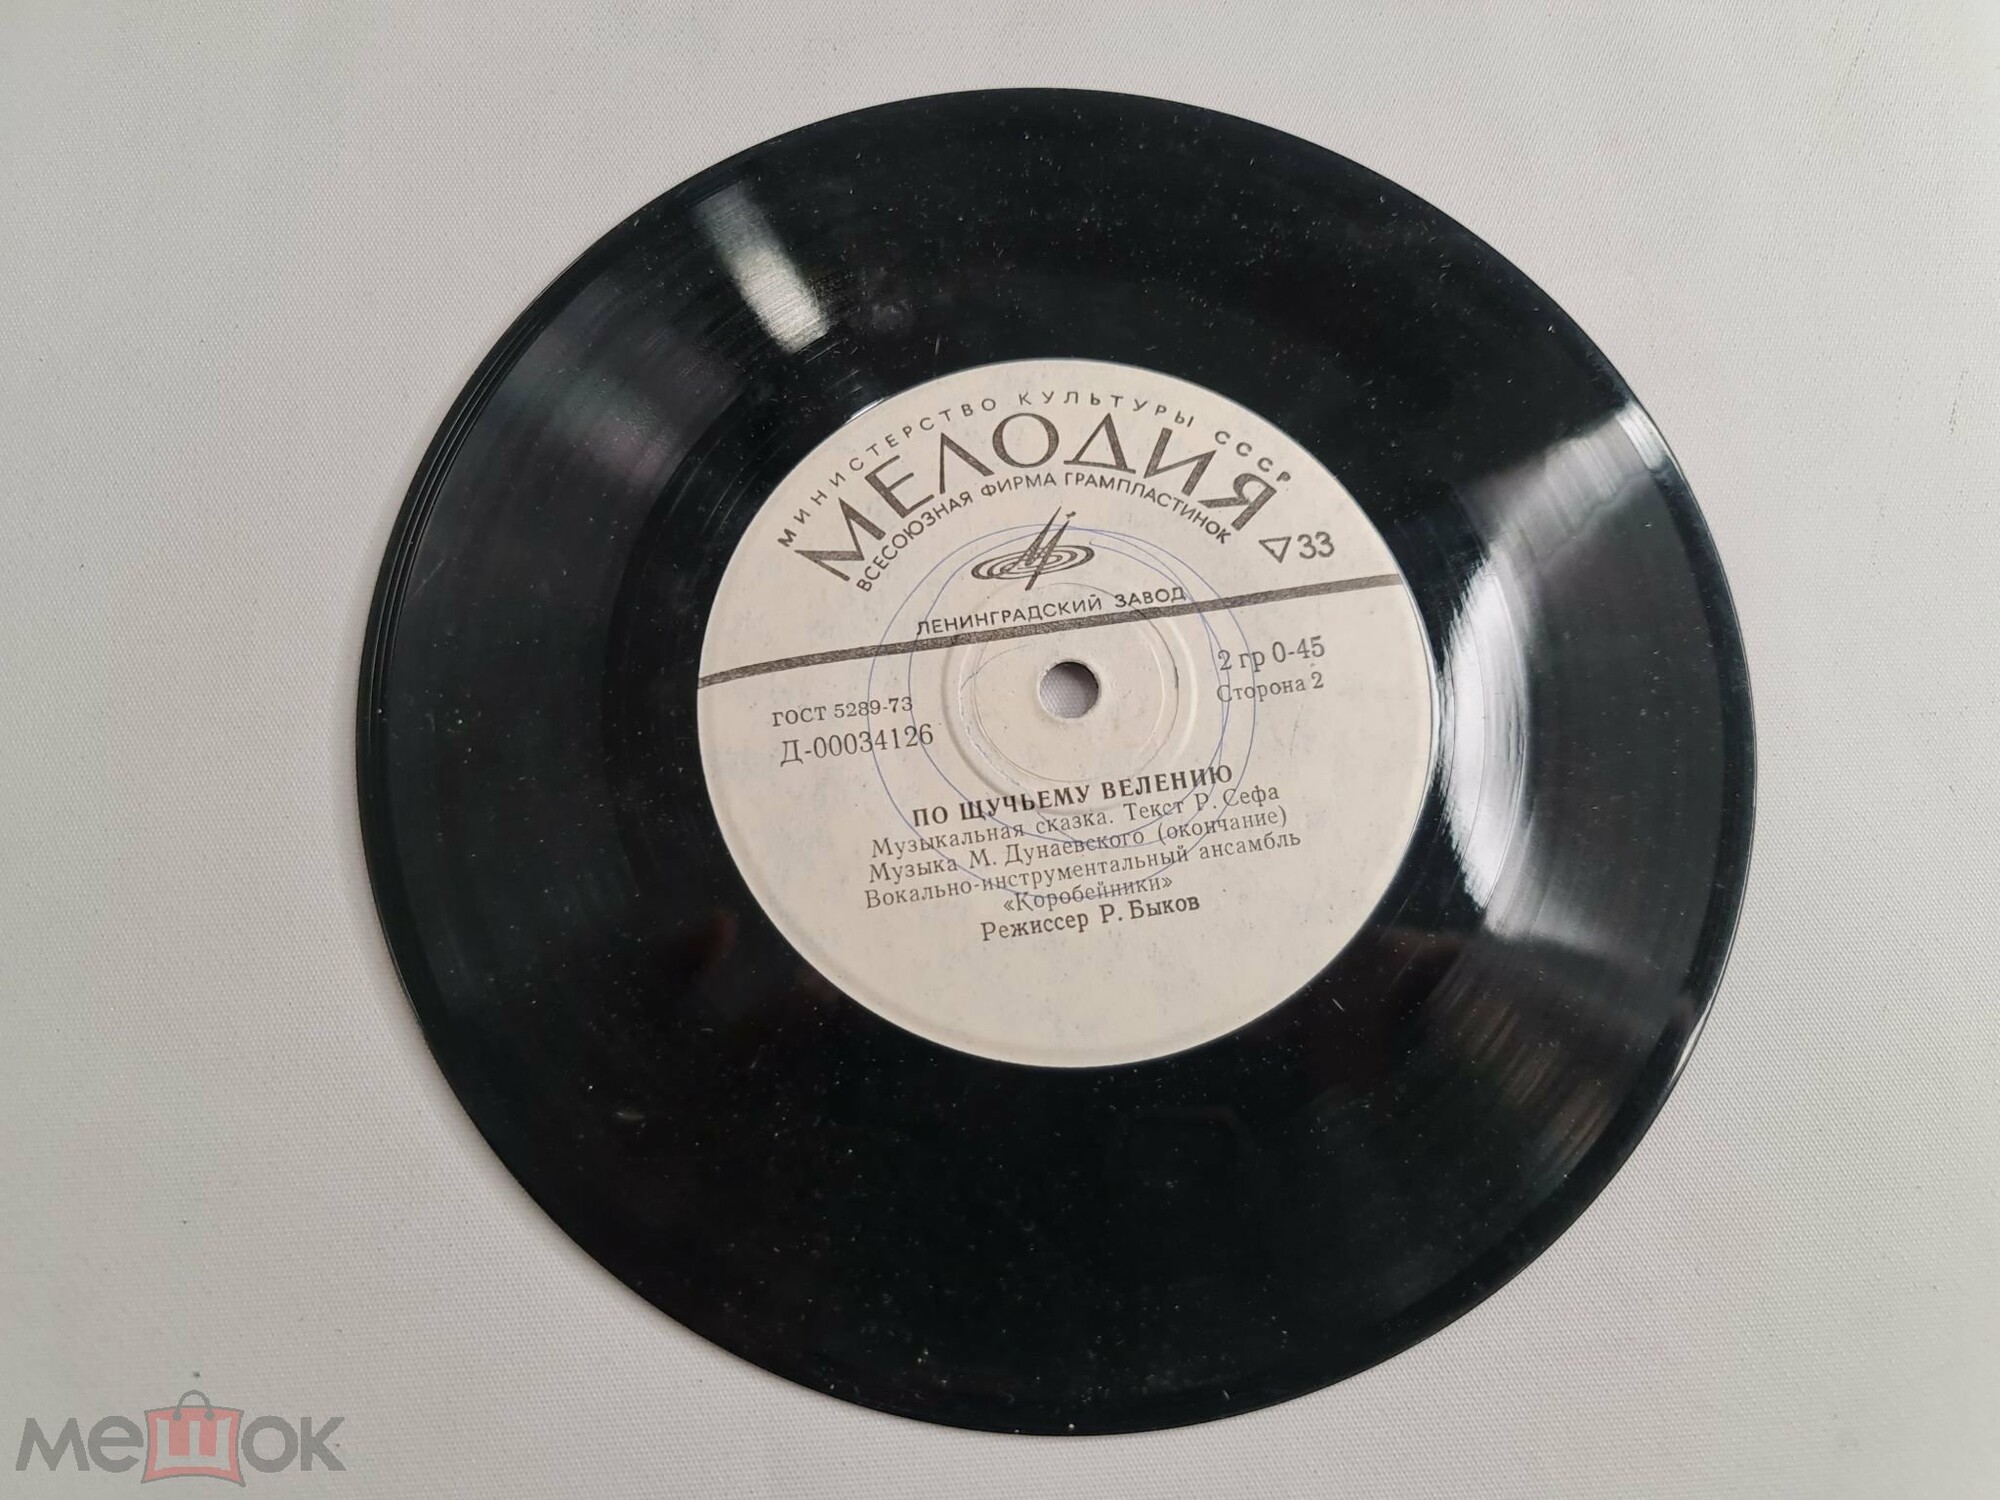 МИНИСТЕРСТВО КУЛЬТУРЫ СССР
МЕЛОДИЯ
ВСЕСОЮЗНАЯ ФИРМА ГРАМПЛАСТИНОК
33
ЛЕНИНГРАДСКИЙ ЗАВОД
2 гр 0-45
Сторона 2
ГОСТ 5289-73
Д-00034126
ПО ЩУЧЬЕМУ ВЕЛЕНИЮ
Музыкальная сказка. Текст Р. Сефа
Музыка М. Дунаевского (окончание)
Вокально-инструментальный ансамбль
«Коробейники»
Режиссер Р. Быков
мешок